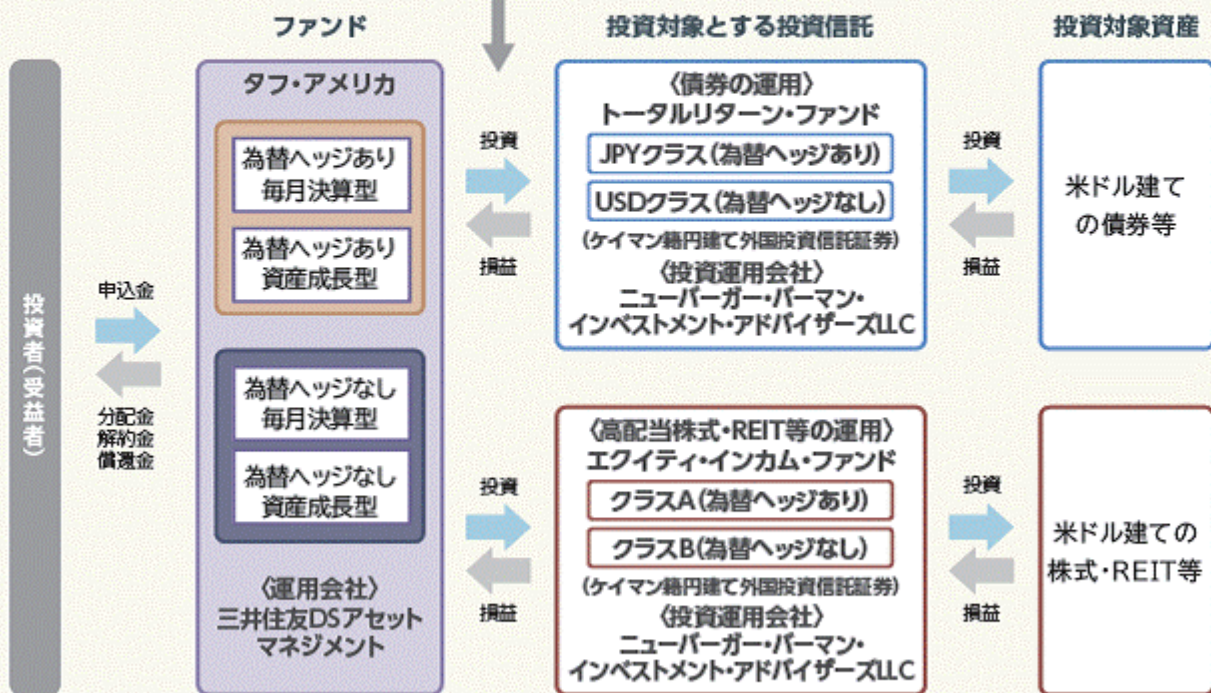 ファンド
投資対象とする投資信託
投資対象資産
投資者(受益者)
申込金
分配金
解約金
償還金
タフ・アメリカ
為替ヘッジあり
毎月決算型
為替ヘッジあり
資産成長型
為替ヘッジなし
毎月決算型
為替ヘッジなし
資産成長型
〈運用会社〉
三井住友DSアセット
マネジメント
投資
損益
〈債券の運用〉
トータルリターン・ファンド
JPYクラス(為替ヘッジあり)
USDクラス(為替ヘッジなし)
(ケイマン籍円建て外国投資信託証券)
〈投資運用会社〉
ニューバーガー・バーマン・
インベストメント・アドバイザーズLLC
投資
損益
米ドル建て
の債券等
投資
損益
〈高配当株式・REIT等の運用〉
エクイティ・インカム・ファンド
クラスA(為替ヘッジあり)
クラスB(為替ヘッジなし)
(ケイマン籍円建て外国投資信託証券)
〈投資運用会社〉
ニューバーガー・バーマン・
インベストメント・アドバイザーズLLC
投資
損益
米ドル建ての
株式・REIT等